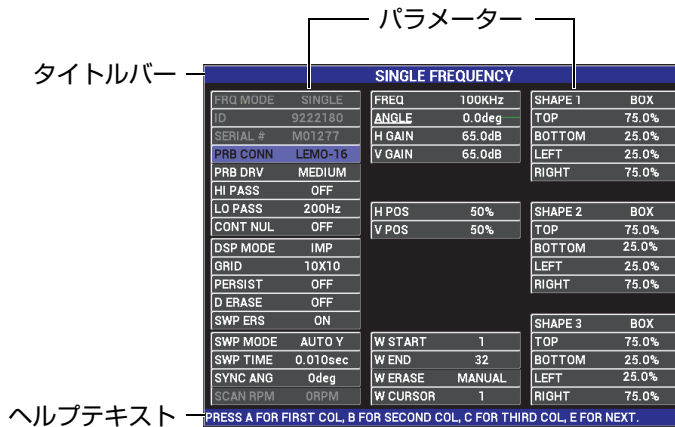 パラメーター
タイトルバー
SINGLE FREQUENCY
FRQ MODE SINGLE
ID 9222180
SERIAL # M01277
PRB CONN LEMO-16
PRB DRV MEDIUM
HI PASS OFF
LO PASS 200Hz
CONT NUL OFF
DSP MODE IMP
GRID 10X10
PERSIST OFF
D ERASE OFF
SWP ERS ON
SWP MODE AUTO Y
SWP TIME 0.010sec
SYNC ANG 0deg
SCAN RPM 0RPM
FREQ 100KHz
ANGLE 0.0deg
H GAIN 65.0dB
V GAIN 65.0dB
H POS 50%
V POS 50%
W START 1
W END 32
W ERASE MANUAL
W CURSOR 1
SHAPE 1 BOX
TOP 75.0%
BOTTOM 25.0%
LEFT 25.0%
RIGHT 75.0%
SHAPE 2 BOX
TOP 75.0%
BOTTOM 25.0%
LEFT 25.0%
RIGHT 75.0%
SHAPE 3 BOX
TOP 75.0%
BOTTOM 25.0%
LEFT 25.0%
RIGHT 75.0%
ヘルプテキスト
PRESS A FOR FIRST COL, B FOR SECOND COL, C FOR THIRD COL, E FOR NEXT.